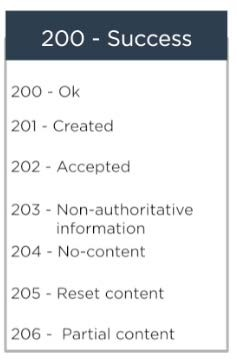 200 - Success
200 - Ok
201 - Created
202 - Accepted
203 - Non-authoritative
information
204 - No-content
205 - Reset content
206 - Partial content